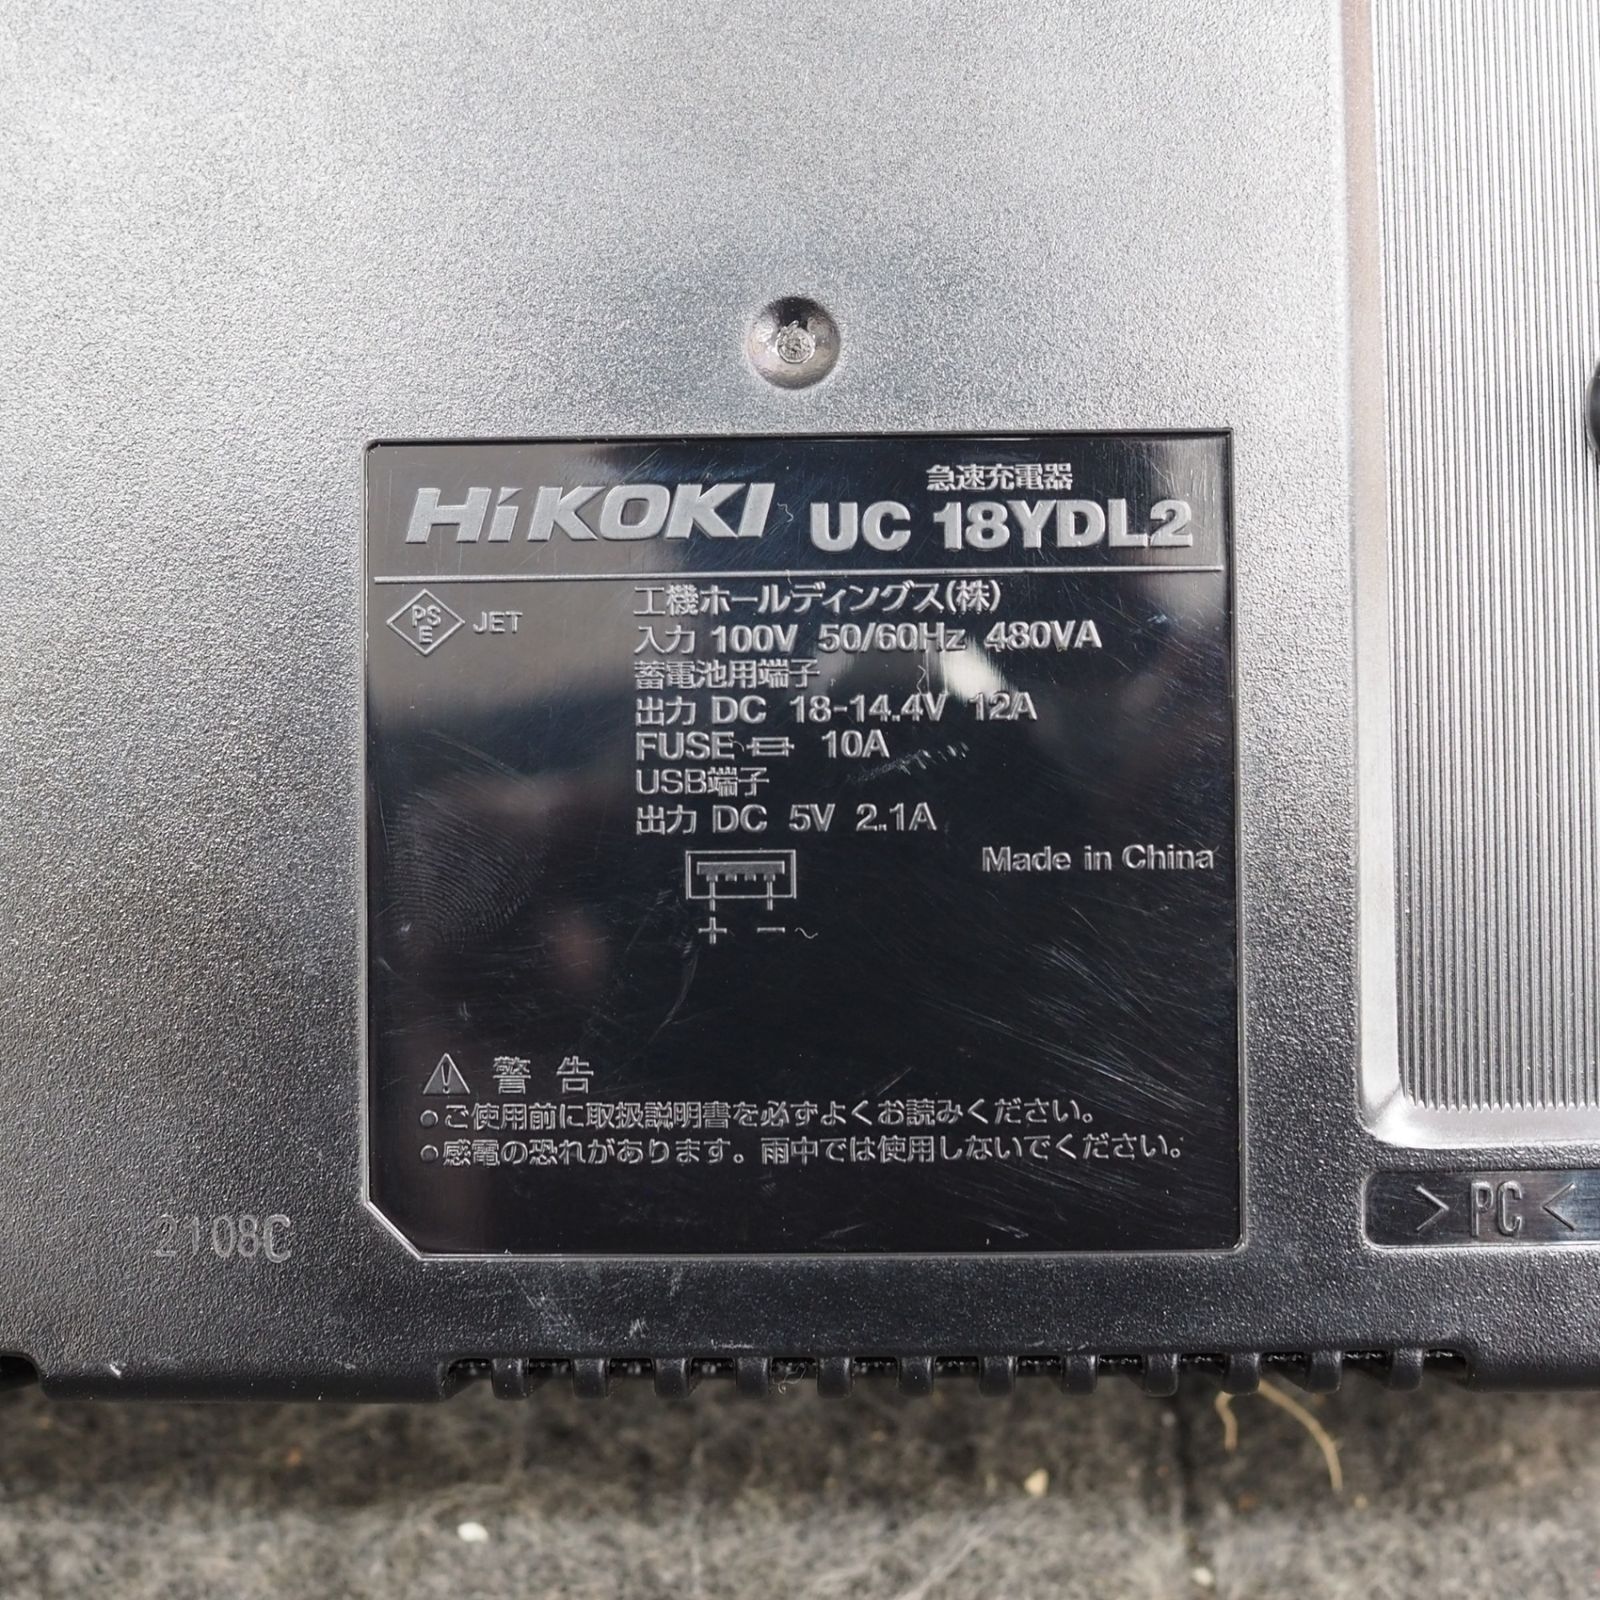 急速充電器
HiKOKI UC 18YDL2
PSE JET
工機ホールディングス(株)
入力 100V 50/60Hz 480VA
蓄電池用端子
出力 DC 18-14.4V 12A
FUSE 10A
USB端子
出力 DC 5V 2.1A
Made in China
+ -
警告
●ご使用前に取扱説明書を必ずよくお読みください。
●感電の恐れがあります。雨中では使用しないでください。
2108C
>PC<